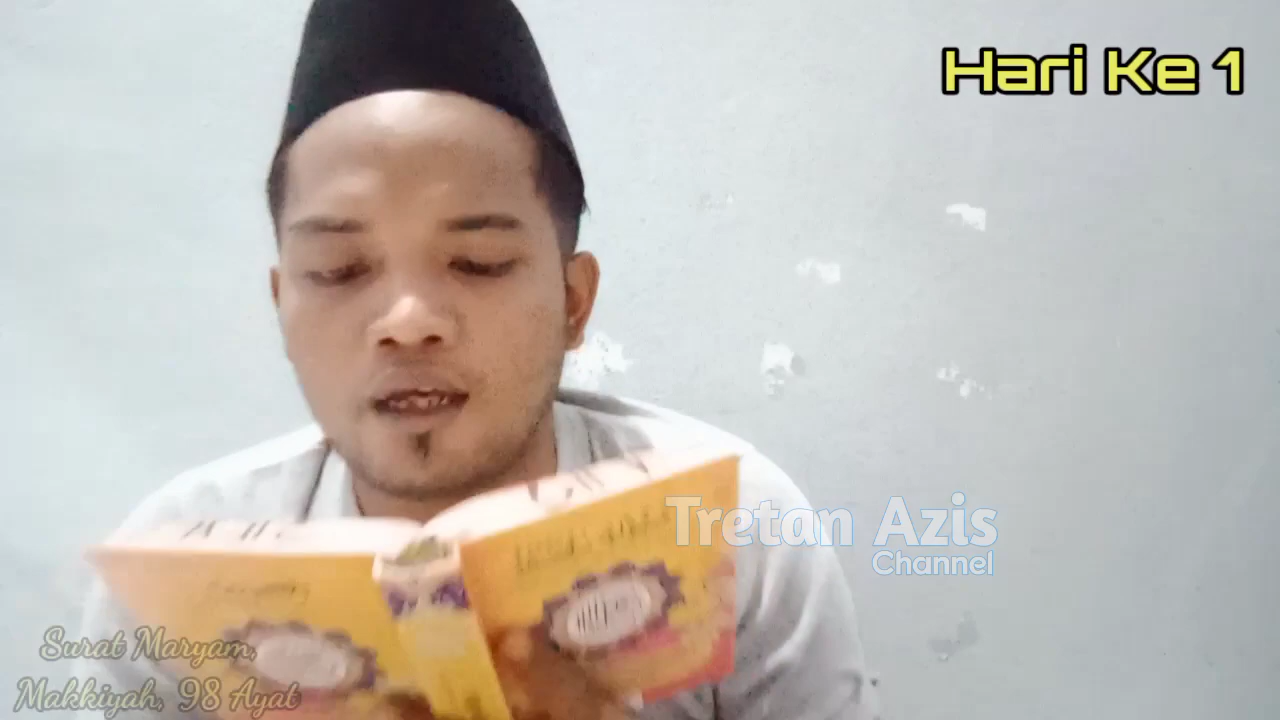 Hari Ke 1
Tretan Azis
Channel
Surat Maryam,
Makkiyah, 98 Ayat